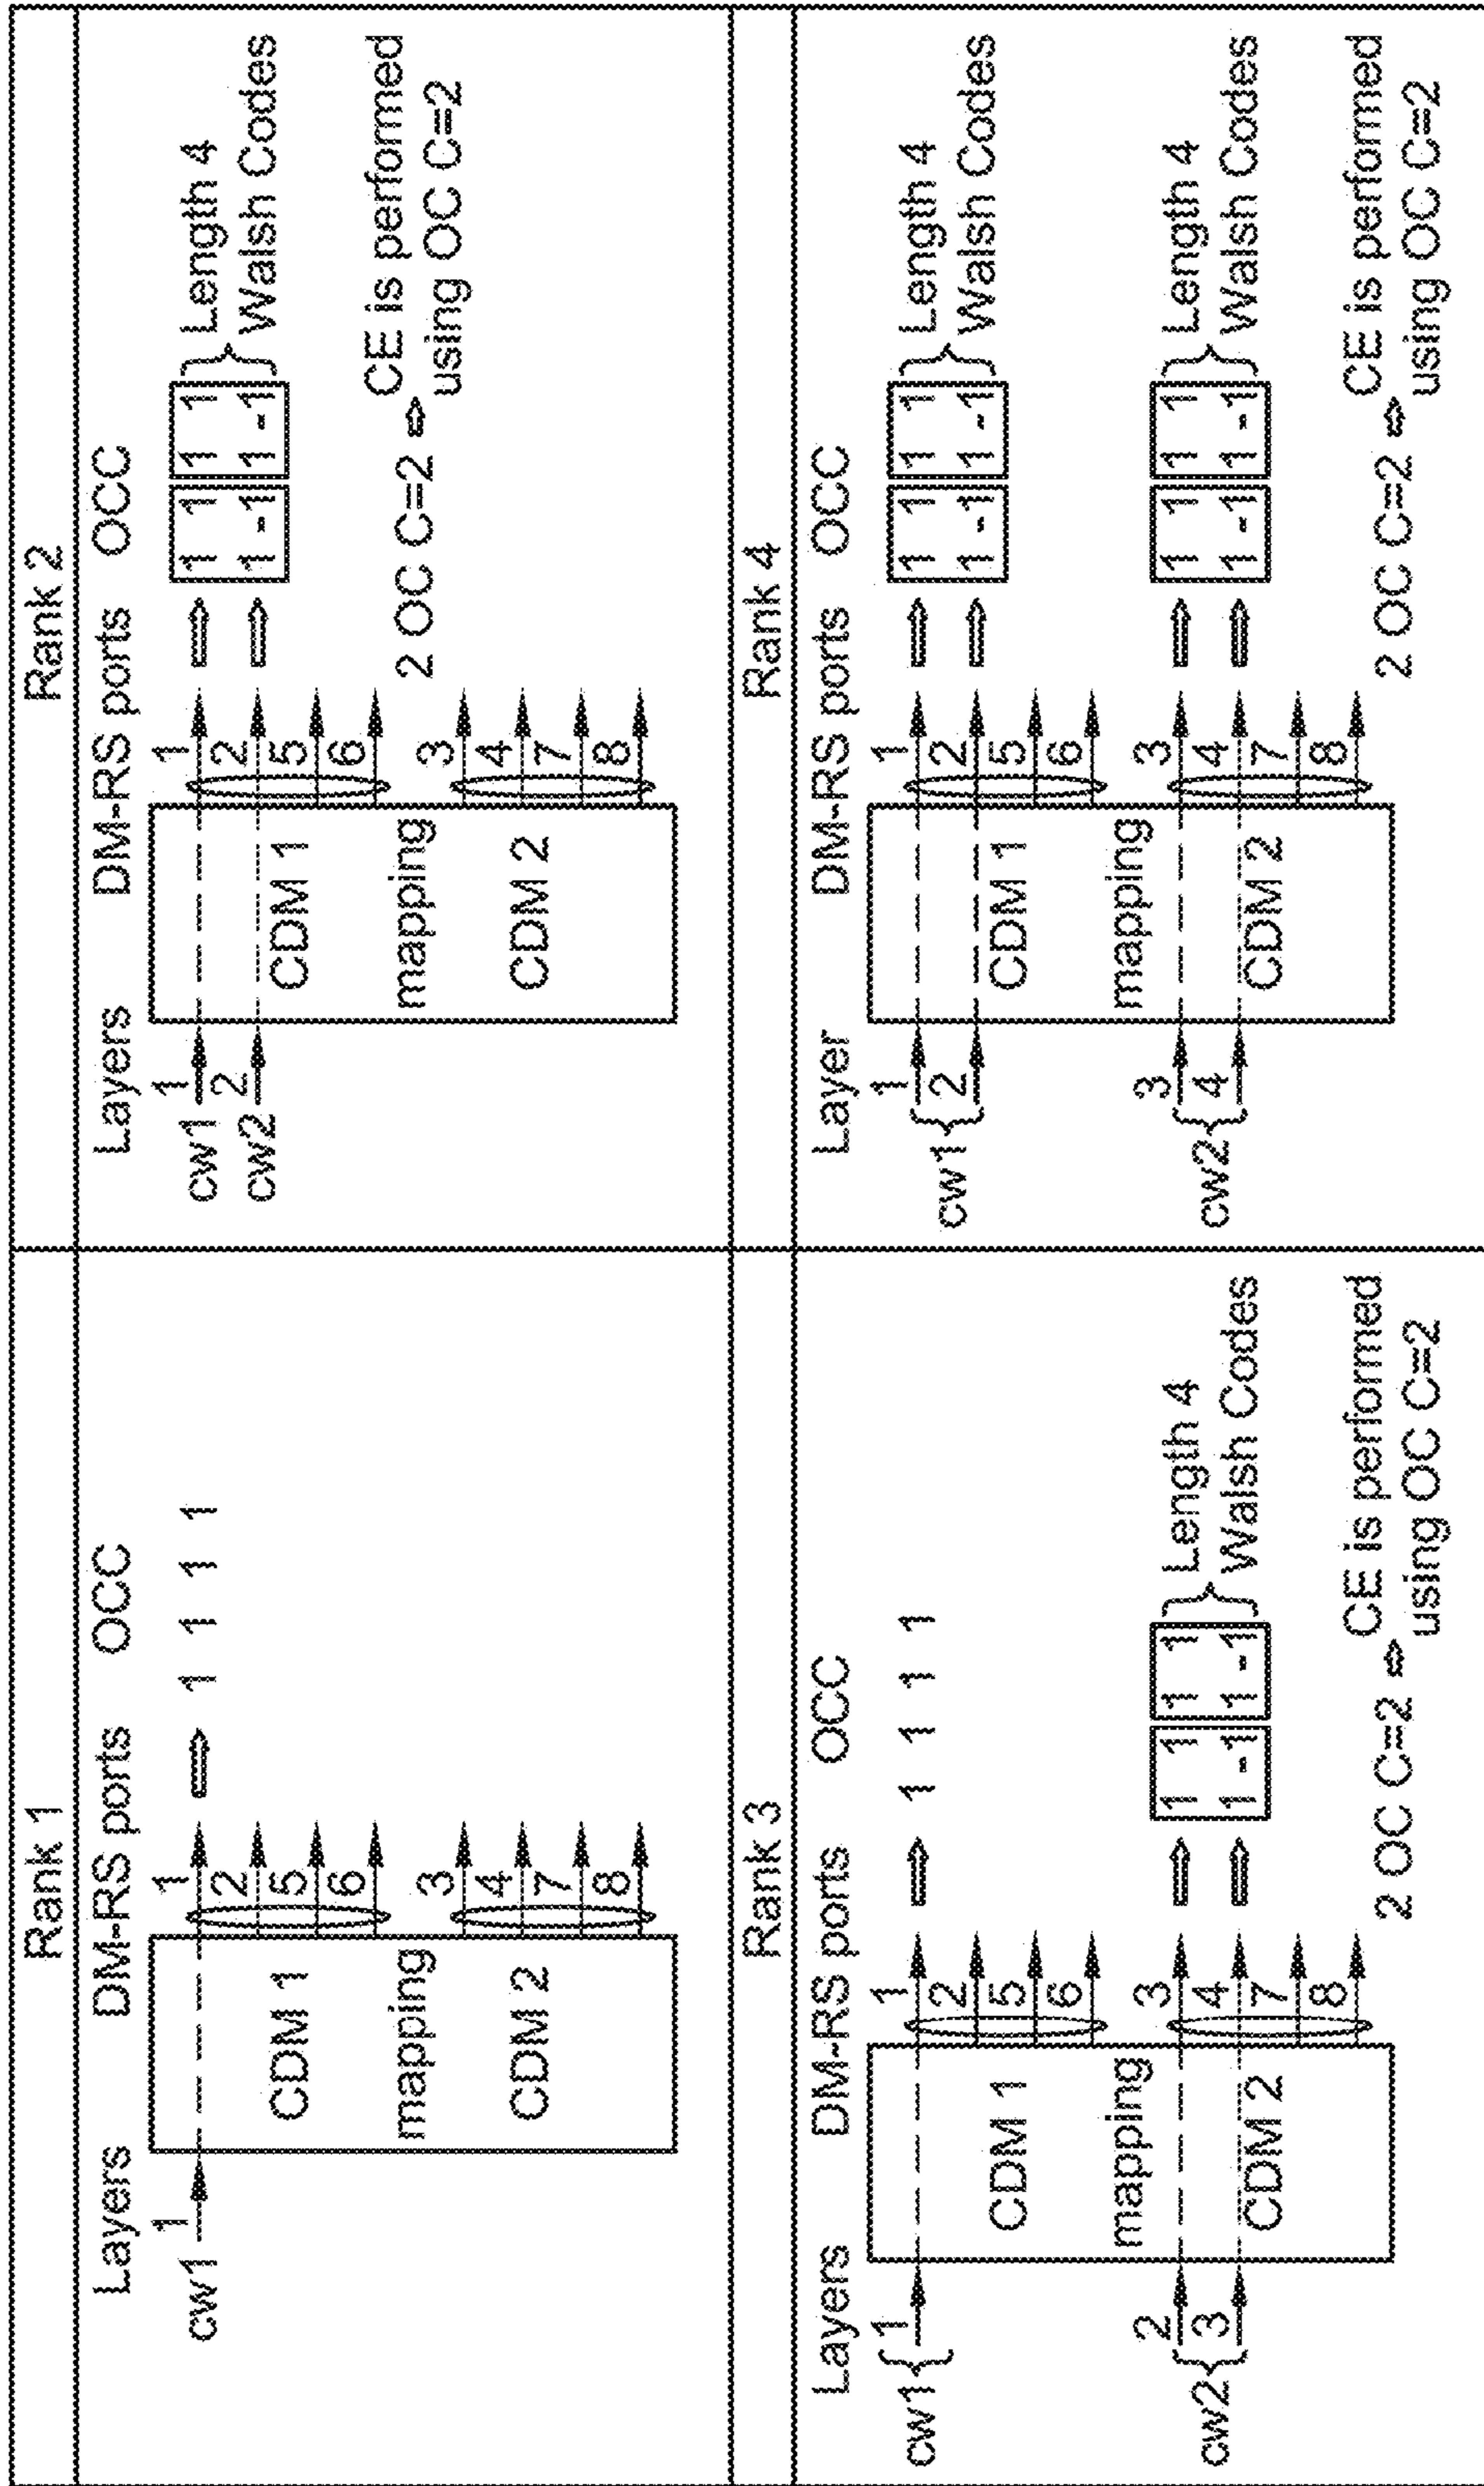 Rank 1
Layers DM-RS ports OCC
cw1
1
CDM 1
mapping
CDM 2
1
2
5
6
3
4
7
8
1 1 1 1
Rank 2
Layers DM-RS ports OCC
cw1
cw2
1
2
CDM 1
mapping
CDM 2
1
2
5
6
3
4
7
8
1 1 1 1
1 -1 1 -1
Length 4
Walsh Codes
2 OC C=2 ⇨ CE is performed
using OC C=2
Rank 3
Layers DM-RS ports OCC
cw1
cw2
1
2
3
CDM 1
mapping
CDM 2
1
2
5
6
3
4
7
8
1 1 1 1
1 1 1 1
1 -1 1 -1
Length 4
Walsh Codes
2 OC C=2 ⇨ CE is performed
using OC C=2
Rank 4
Layer DM-RS ports OCC
cw1
cw2
1
2
3
4
CDM 1
mapping
CDM 2
1
2
5
6
3
4
7
8
1 1 1 1
1 -1 1 -1
Length 4
Walsh Codes
1 1 1 1
1 -1 1 -1
Length 4
Walsh Codes
2 OC C=2 ⇨ CE is performed
using OC C=2